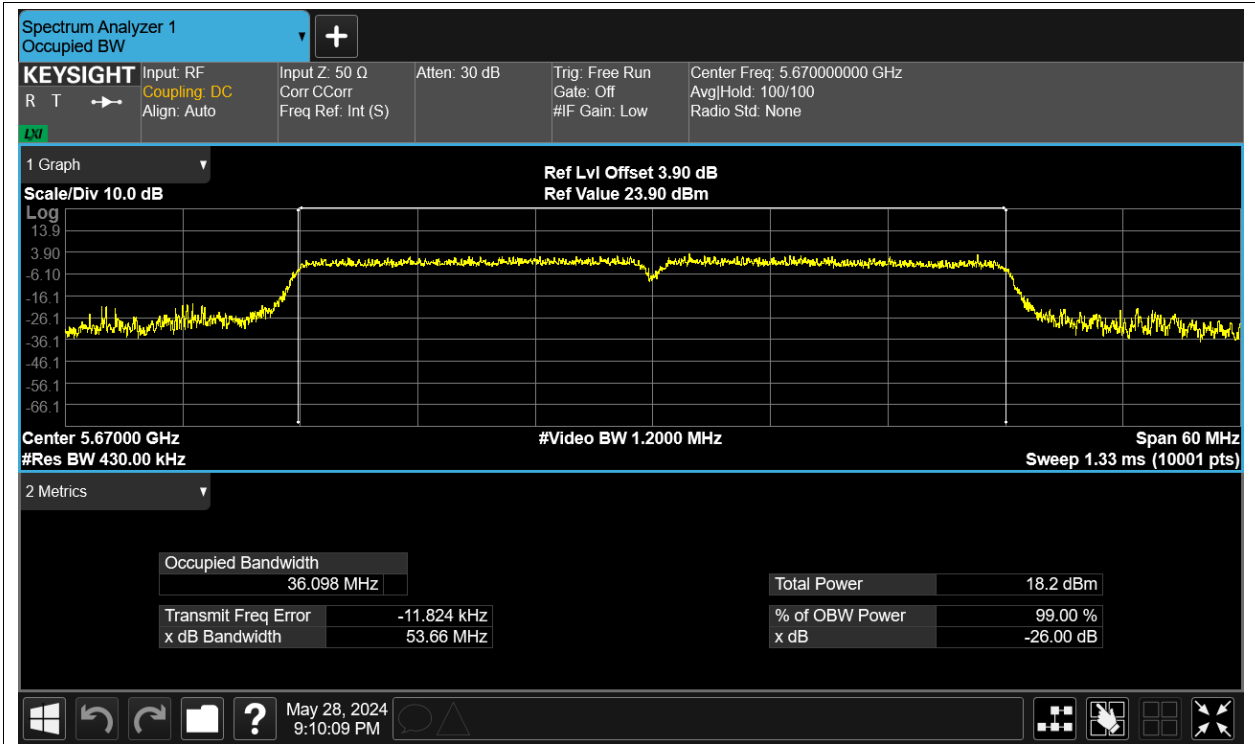 Spectrum Analyzer 1
Occupied BW
KEYSIGHT
R T
LXI
Input: RF
Coupling: DC
Align: Auto
Input Z: 50 Ω
Corr CCorr
Freq Ref: Int (S)
Atten: 30 dB
Trig: Free Run
Gate: Off
#IF Gain: Low
Center Freq: 5.670000000 GHz
Avg|Hold: 100/100
Radio Std: None
1 Graph
Scale/Div 10.0 dB
Ref Lvl Offset 3.90 dB
Ref Value 23.90 dBm
Log
13.9
3.90
-6.10
-16.1
-26.1
-36.1
-46.1
-56.1
-66.1
Center 5.67000 GHz
#Res BW 430.00 kHz
#Video BW 1.2000 MHz
Span 60 MHz
Sweep 1.33 ms (10001 pts)
2 Metrics
Occupied Bandwidth
36.098 MHz
Transmit Freq Error -11.824 kHz
x dB Bandwidth 53.66 MHz
Total Power 18.2 dBm
% of OBW Power 99.00 %
x dB -26.00 dB
?
May 28, 2024
9:10:09 PM